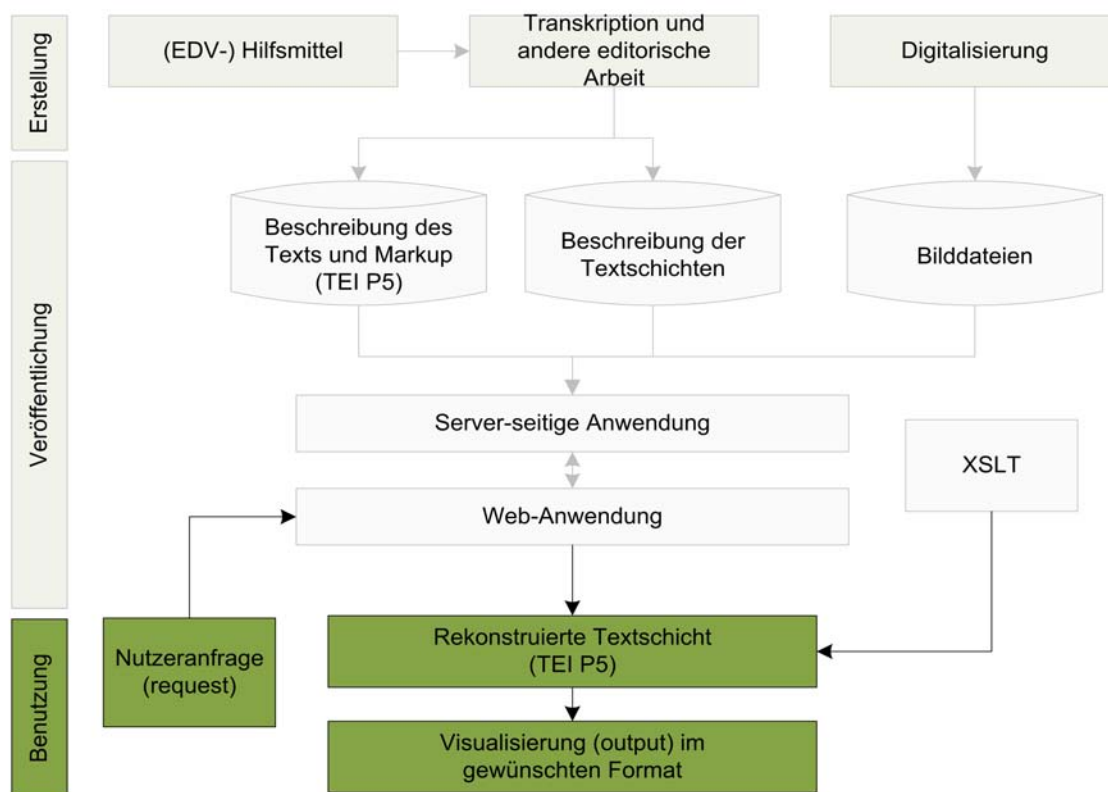 Erstellung
(EDV-) Hilfsmittel
Transkription und
andere editorische
Arbeit
Digitalisierung
Veröffentlichung
Beschreibung des
Texts und Markup
(TEI P5)
Beschreibung der
Textschichten
Bilddateien
Server-seitige Anwendung
XSLT
Web-Anwendung
Benutzung
Nutzeranfrage
(request)
Rekonstruierte Textschicht
(TEI P5)
Visualisierung (output) im
gewünschten Format